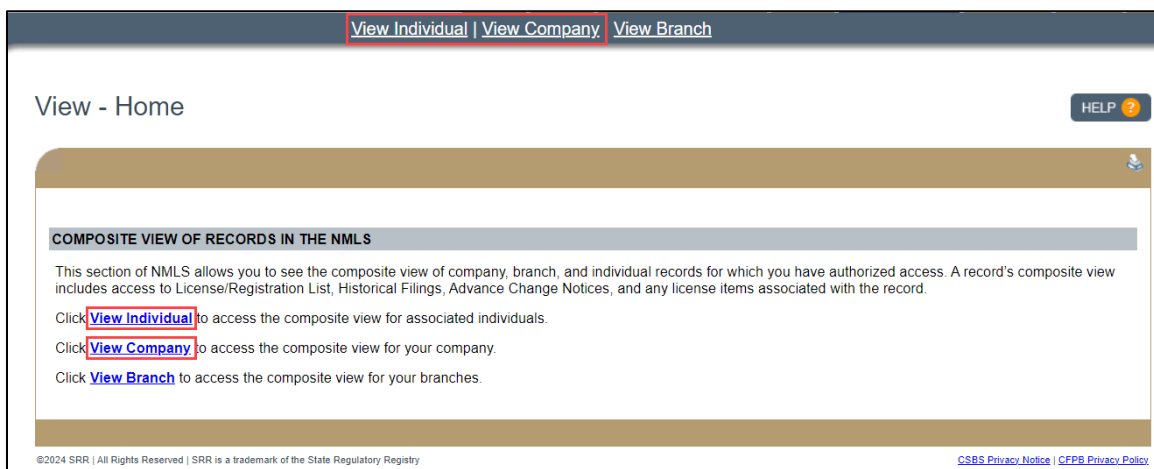 View Individual | View Company View Branch
View - Home
HELP ?
COMPOSITE VIEW OF RECORDS IN THE NMLS
This section of NMLS allows you to see the composite view of company, branch, and individual records for which you have authorized access. A record's composite view
includes access to License/Registration List, Historical Filings, Advance Change Notices, and any license items associated with the record.
Click View Individual to access the composite view for associated individuals.
Click View Company to access the composite view for your company.
Click View Branch to access the composite view for your branches.
©2024 SRR | All Rights Reserved | SRR is a trademark of the State Regulatory Registry
CSBS Privacy Notice | CFPB Privacy Policy